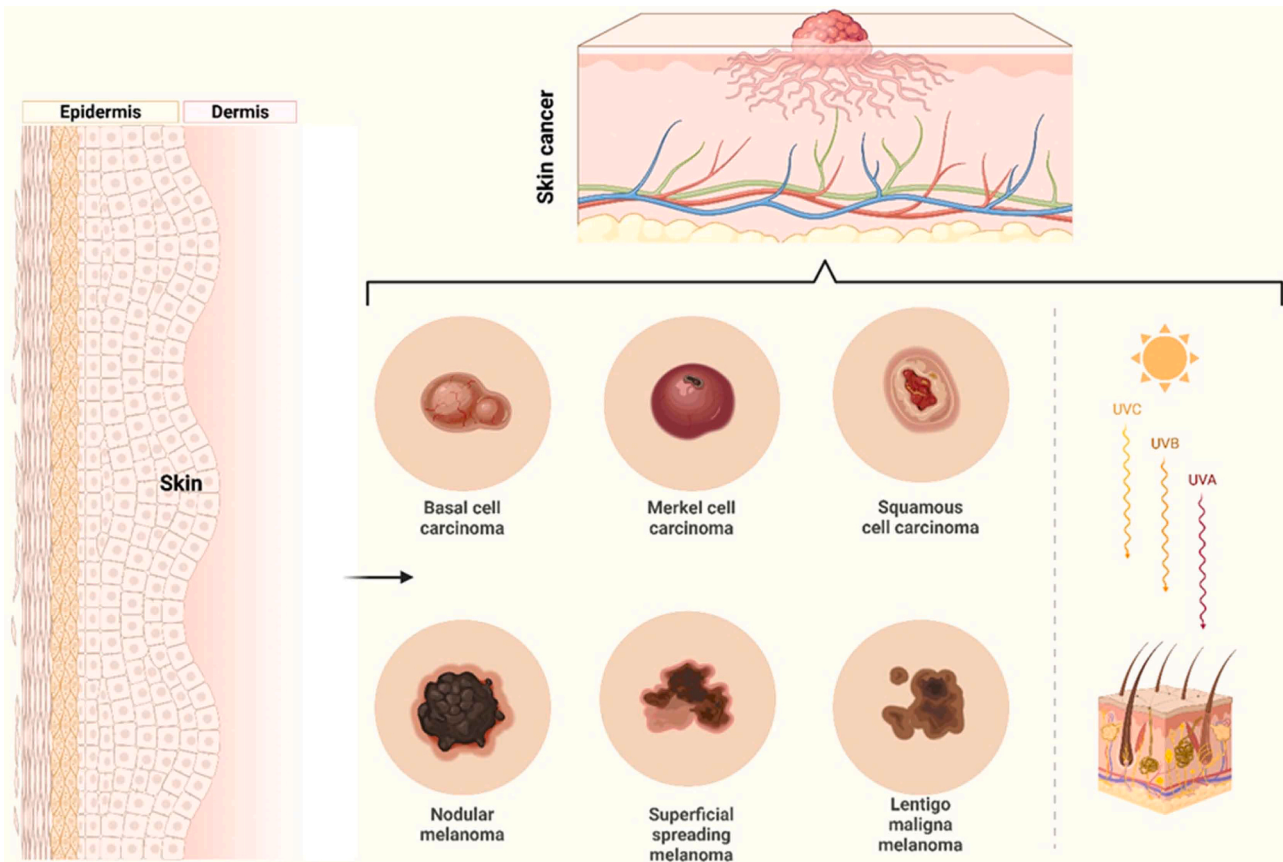 Epidermis
Dermis
Skin
Skin cancer
Basal cell
carcinoma
Merkel cell
carcinoma
Squamous
cell carcinoma
Nodular
melanoma
Superficial
spreading
melanoma
Lentigo
maligna
melanoma
UVC
UVB
UVA